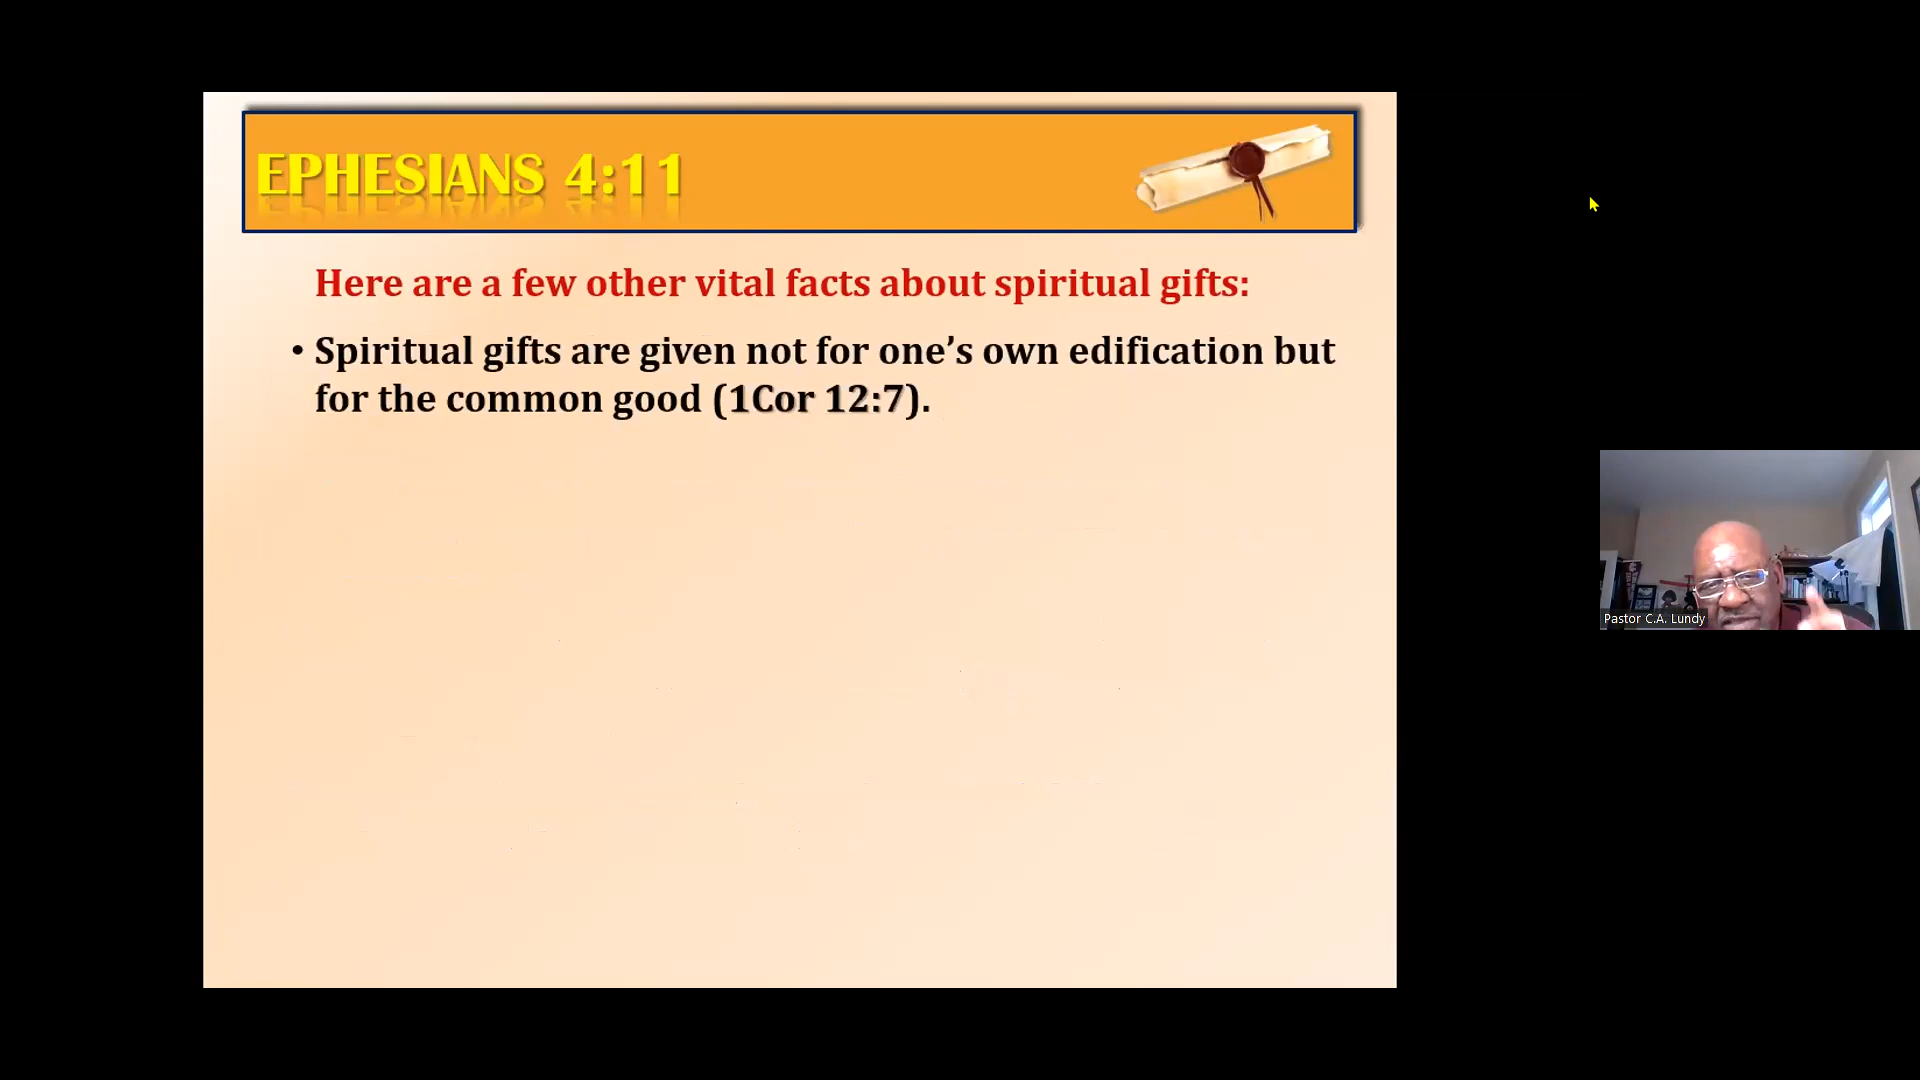 EPHESIANS 4:11
Here are a few other vital facts about spiritual gifts:
• Spiritual gifts are given not for one’s own edification but
for the common good (1Cor 12:7).
Pastor C.A. Lundy